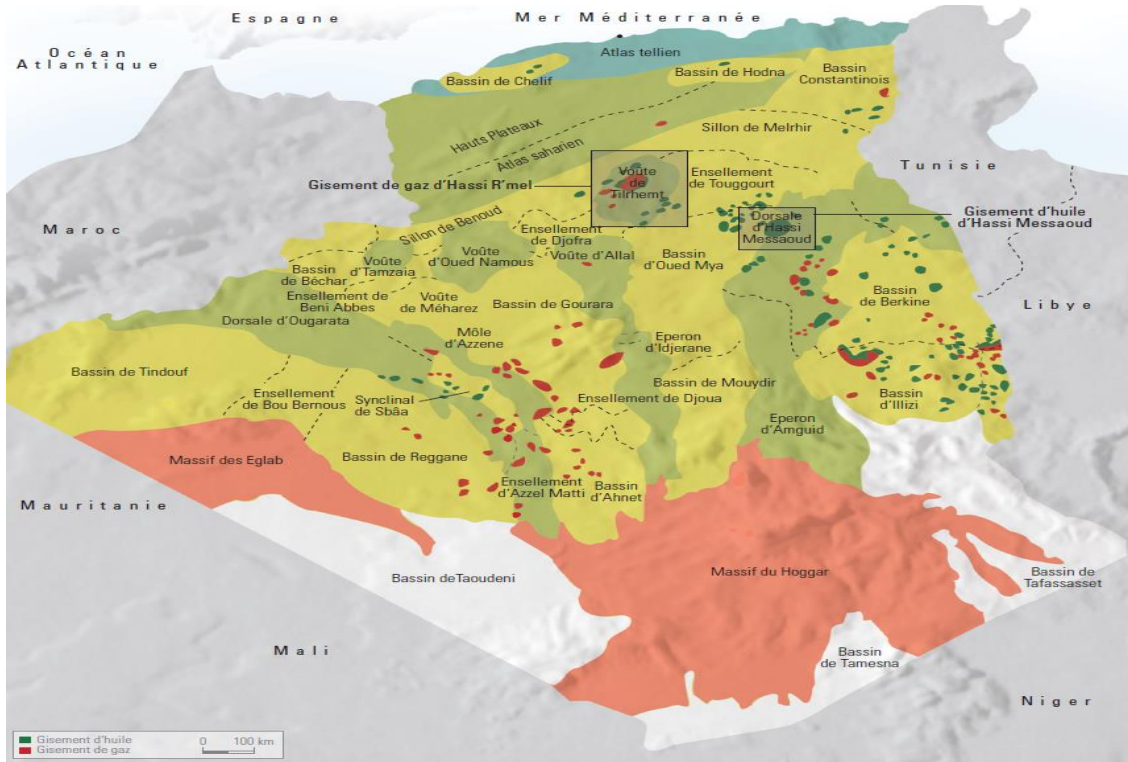 Espagne
Mer Méditerranée
Océan
Atlantique
Atlas tellien
Bassin de Chelif
Bassin de Hodna
Bassin
Constantinois
Hauts Plateaux
Atlas saharien
Sillon de Melrhir
Tunisie
Gisement de gaz d'Hassi R'mel
Voûte
de
Tilrhemt
Ensellement
de Touggourt
Maroc
Sillon de Benoud
Ensellement
de Djofra
Dorsale
d'Hassi
Messaoud
Gisement d'huile
d'Hassi Messaoud
Voûte
d'Oued Namous
Voûte d'Allal
Bassin
d'Oued Mya
Bassin
de Béchar
Voûte
d'Tamzaia
Ensellement de
Beni Abbes
Voûte
de Méharez
Bassin de Gourara
Bassin
de Berkine
Libye
Dorsale d'Ougarata
Môle
d'Azzene
Eperon
d'Idjerane
Bassin de Tindouf
Ensellement
de Bou Bernous
Synclinal
de Sbâa
Bassin de Mouydir
Ensellement de Djoua
Bassin
d'Illizi
Eperon
d'Amguid
Massif des Eglab
Bassin de Reggane
Ensellement
d'Azzel Matti
Bassin
d'Ahnet
Mauritanie
Bassin deTaoudeni
Massif du Hoggar
Bassin de
Tafassasset
Mali
Bassin
de Tamesna
Niger
Gisement d'huile
Gisement de gaz
0 100 km